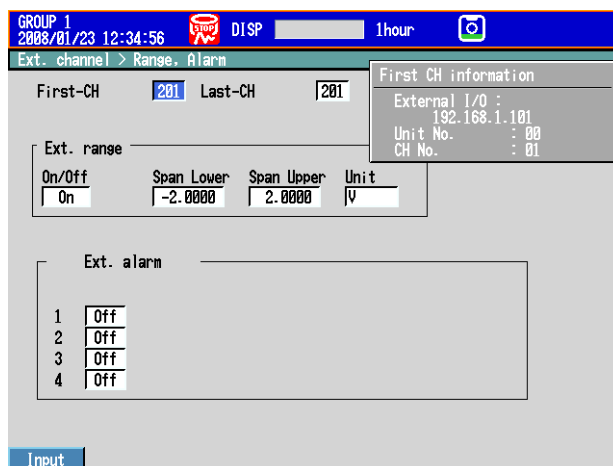 GROUP 1
2008/01/23 12:34:56
STOP
DISP
1hour
Ext. channel > Range, Alarm
First CH information
External I/O :
192.168.1.101
Unit No. : 00
CH No. : 01
First-CH 201 Last-CH 201
Ext. range
On/Off Span Lower Span Upper Unit
On -2.0000 2.0000 V
Ext. alarm
1 Off
2 Off
3 Off
4 Off
Input